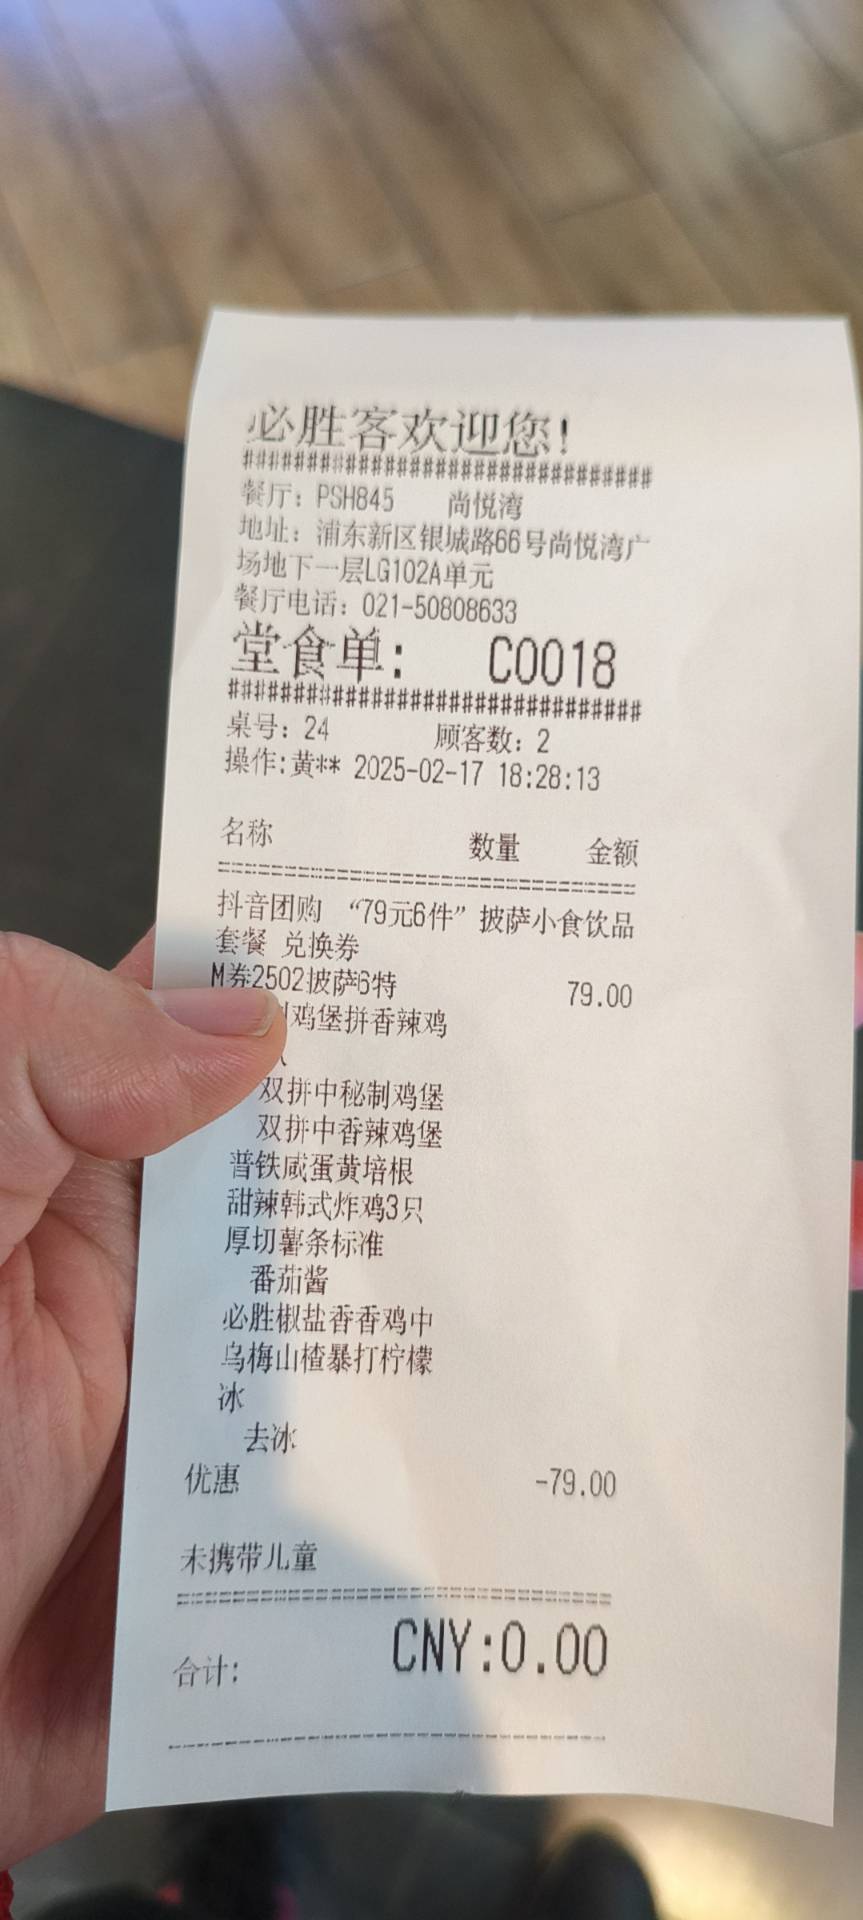 必胜客欢迎您!
####################################
餐厅: PSH845 尚悦湾
地址: 浦东新区银城路66号尚悦湾广
场地下一层LG102A单元
餐厅电话: 021-50808633
堂食单: C0018
####################################
桌号: 24 顾客数: 2
操作:黄** 2025-02-17 18:28:13
名称 数量 金额
抖音团购 “79元6件”披萨小食饮品
套餐 兑换券
M券2502披萨6特 79.00
鸡堡拼香辣鸡
双拼中秘制鸡堡
双拼中香辣鸡堡
普铁咸蛋黄培根
甜辣韩式炸鸡3只
厚切薯条标准
番茄酱
必胜椒盐香香鸡中
乌梅山楂暴打柠檬
冰
去冰
优惠 -79.00
未携带儿童
合计: CNY:0.00